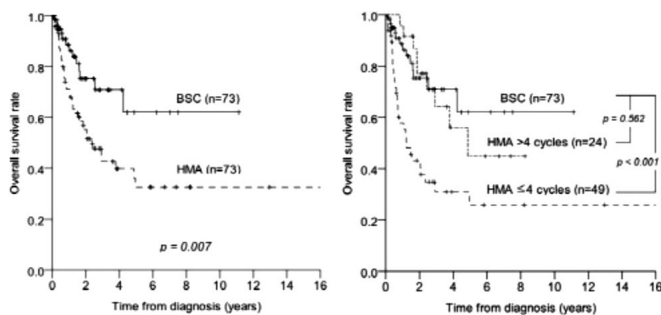 1.0
0.8
0.6
0.4
0.2
0.0
Overall survival rate
BSC (n=73)
HMA (n=73)
p = 0.007
0 2 4 6 8 10 12 14 16
Time from diagnosis (years)
1.0
0.8
0.6
0.4
0.2
0.0
Overall survival rate
BSC (n=73)
p = 0.562
HMA >4 cycles (n=24)
p < 0.001
HMA ≤4 cycles (n=49)
0 2 4 6 8 10 12 14 16
Time from diagnosis (years)